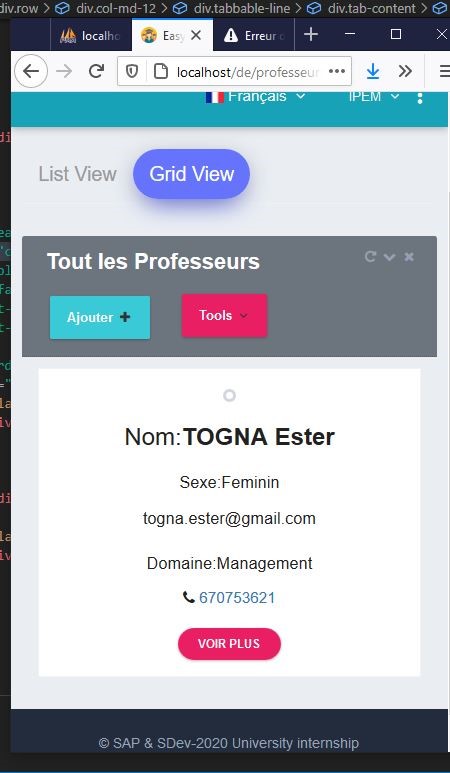 div.row > div.col-md-12 > div.tabbable-line > div.tab-content >
localho
Easy
Erreur d
localhost/de/professeur
Français
IPEM
List View
Grid View
Tout les Professeurs
Ajouter
Tools
Nom:TOGNA Ester
Sexe:Feminin
togna.ester@gmail.com
Domaine:Management
670753621
VOIR PLUS
© SAP & SDev-2020 University internship